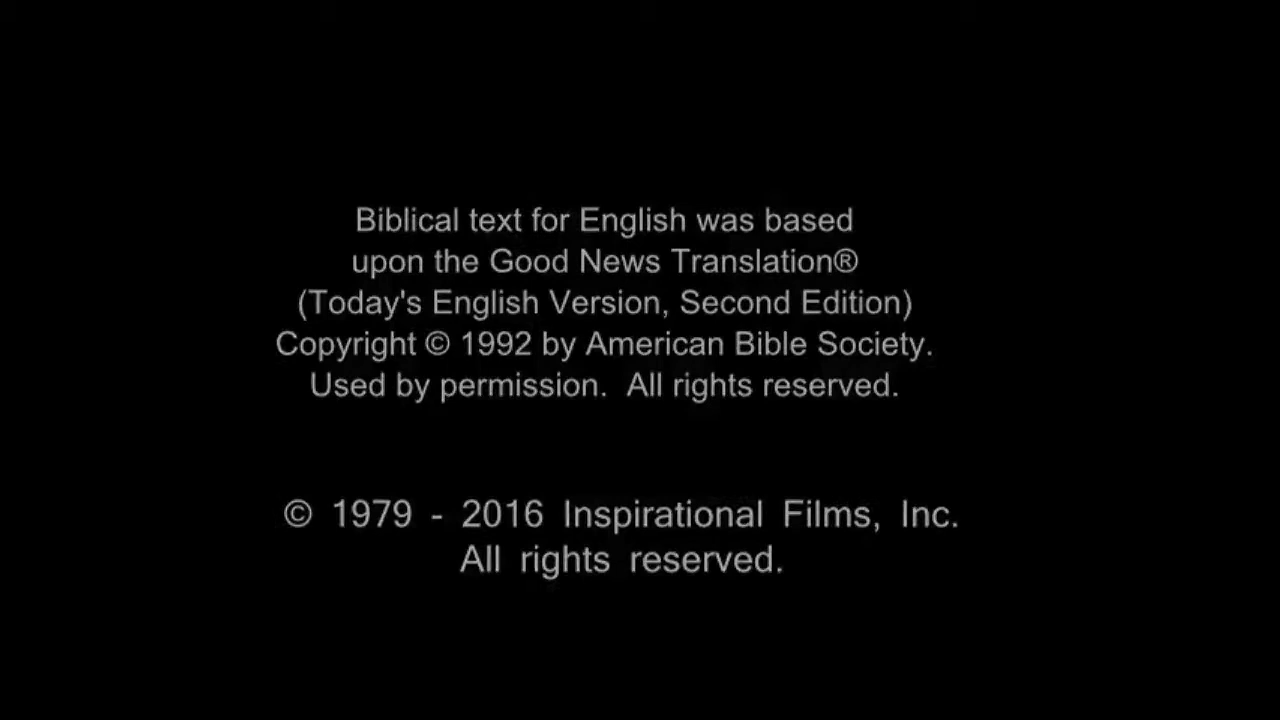 Biblical text for English was based
upon the Good News Translation®
(Today's English Version, Second Edition)
Copyright © 1992 by American Bible Society.
Used by permission.  All rights reserved.
© 1979 - 2016 Inspirational Films, Inc.
All rights reserved.